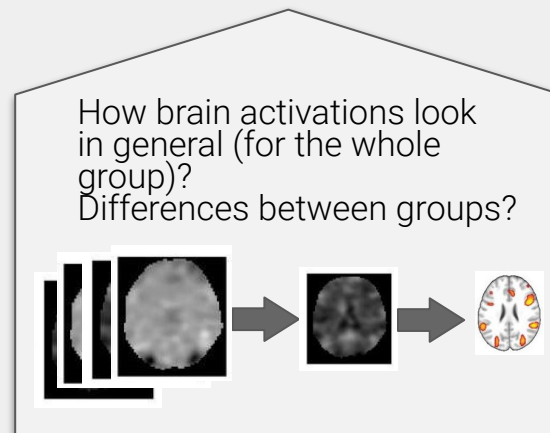 How brain activations look
in general (for the whole
group)?
Differences between groups?